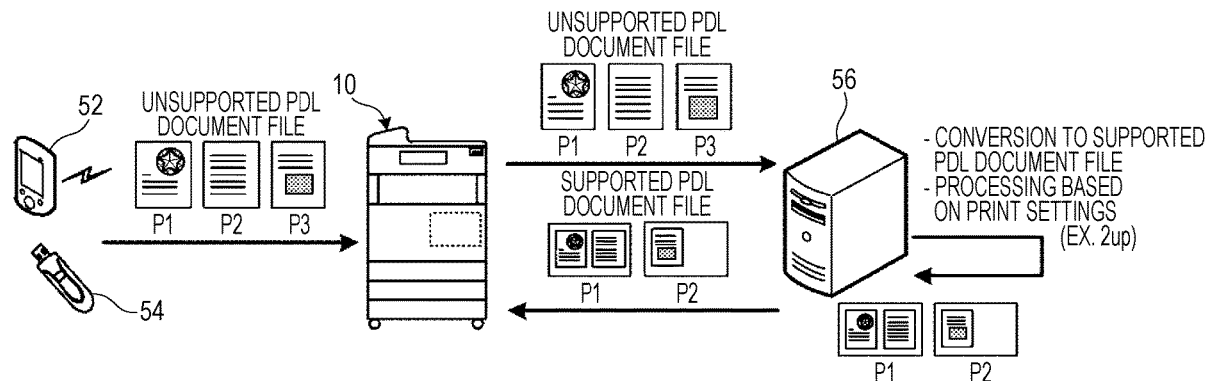 52
UNSUPPORTED PDL
DOCUMENT FILE
P1 P2 P3
54
10
UNSUPPORTED PDL
DOCUMENT FILE
P1 P2 P3
SUPPORTED PDL
DOCUMENT FILE
P1 P2
56
- CONVERSION TO SUPPORTED
PDL DOCUMENT FILE
- PROCESSING BASED
ON PRINT SETTINGS
(EX. 2up)
P1 P2